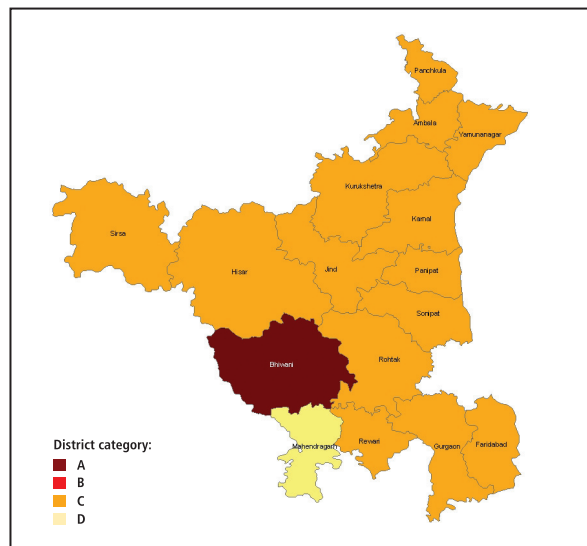 Panchkula
Ambala
Yamunanagar
Kurukshetra
Karnal
Sirsa
Hisar
Jind
Panipat
Sonipat
Bhiwani
Rohtak
Mahendragarh
Rewari
Gurgaon
Faridabad
District category:
A
B
C
D